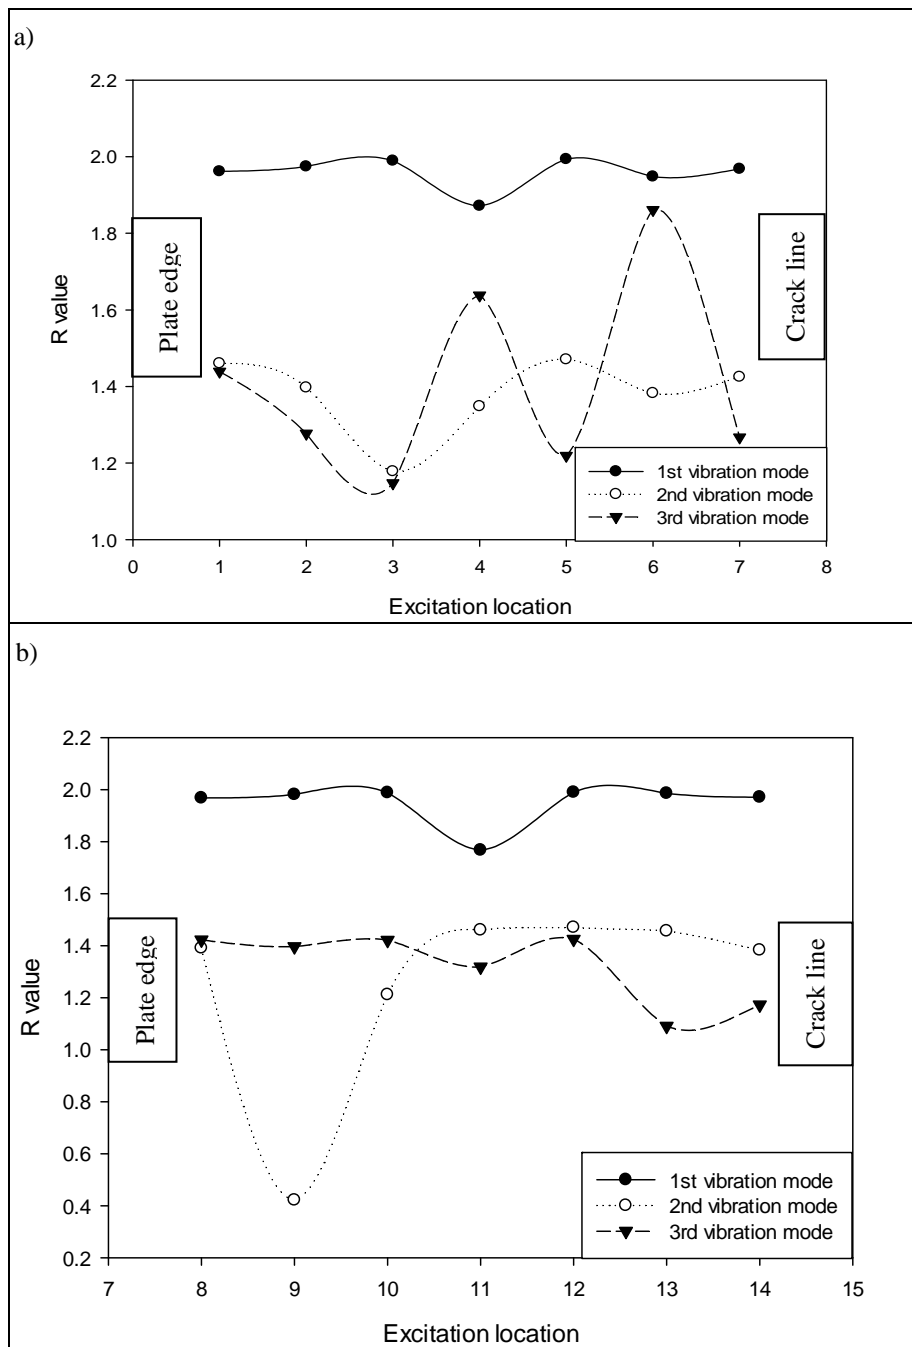 a)
2.2
2.0
1.8
1.6
1.4
1.2
1.0
R value
Plate edge
Crack line
1st vibration mode
2nd vibration mode
3rd vibration mode
0 1 2 3 4 5 6 7 8
Excitation location
b)
2.2
2.0
1.8
1.6
1.4
1.2
1.0
0.8
0.6
0.4
0.2
R value
Plate edge
Crack line
1st vibration mode
2nd vibration mode
3rd vibration mode
7 8 9 10 11 12 13 14 15
Excitation location